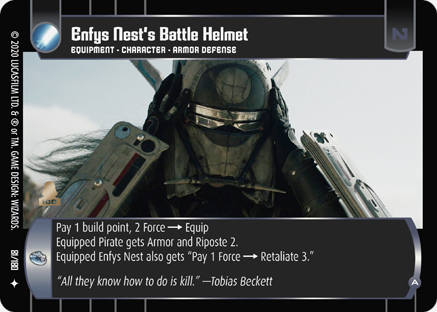 Enfys Nest's Battle Helmet
EQUIPMENT - CHARACTER - ARMOR DEFENSE
N
Pay 1 build point, 2 Force → Equip
Equipped Pirate gets Armor and Riposte 2.
Equipped Enfys Nest also gets "Pay 1 Force → Retaliate 3."
"All they know how to do is kill." —Tobias Beckett
A
© 2020 LUCASFILM LTD. & ® or TM. GAME DESIGN: WIZARDS.